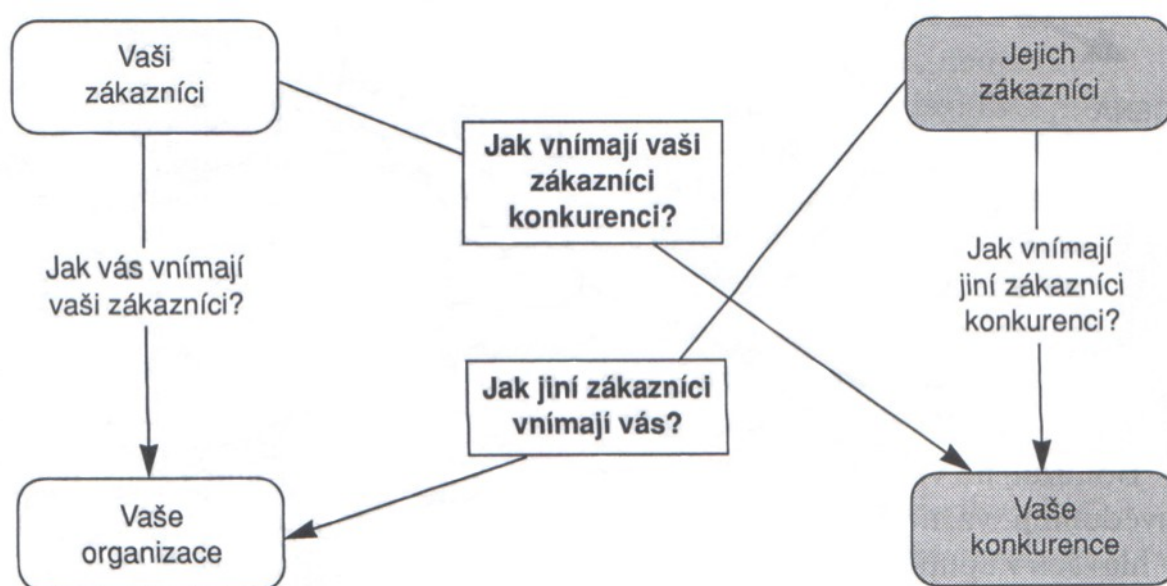 Vaši
zákazníci
Jejich
zákazníci
Jak vnímají vaši
zákazníci
konkurenci?
Jak vás vnímají
vaši zákazníci?
Jak vnímají
jiní zákazníci
konkurenci?
Jak jiní zákazníci
vnímají vás?
Vaše
organizace
Vaše
konkurence